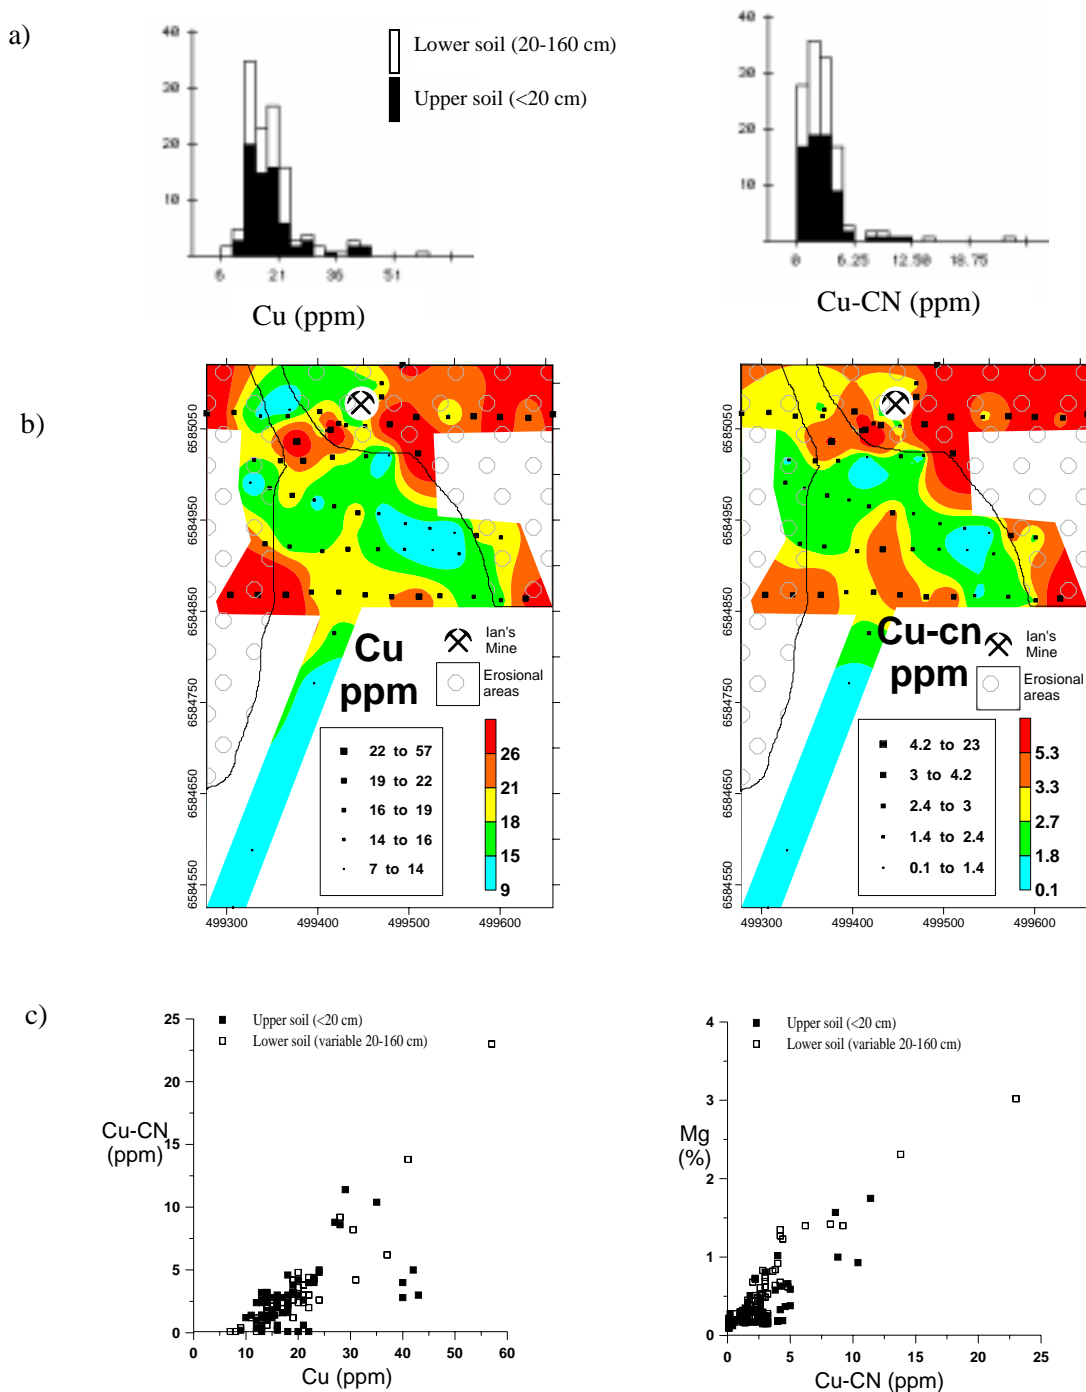 a)
40
30
20
10
6 21 36 51
Cu (ppm)
Lower soil (20-160 cm)
Upper soil (<20 cm)
40
30
20
10
0 6.25 12.50 18.75
Cu-CN (ppm)
b)
6585050
6584950
6584850
6584750
6584650
6584550
499300 499400 499500 499600
Cu
ppm
Ian's
Mine
Erosional
areas
22 to 57
19 to 22
16 to 19
14 to 16
7 to 14
26
21
18
15
9
6585050
6584950
6584850
6584750
6584650
6584550
499300 499400 499500 499600
Cu-cn
ppm
Ian's
Mine
Erosional
areas
4.2 to 23
3 to 4.2
2.4 to 3
1.4 to 2.4
0.1 to 1.4
5.3
3.3
2.7
1.8
0.1
c)
Upper soil (<20 cm)
Lower soil (variable 20-160 cm)
25
20
15
10
5
0
Cu-CN
(ppm)
0 10 20 30 40 50 60
Cu (ppm)
Upper soil (<20 cm)
Lower soil (variable 20-160 cm)
4
3
2
1
0
Mg
(%)
0 5 10 15 20 25
Cu-CN (ppm)